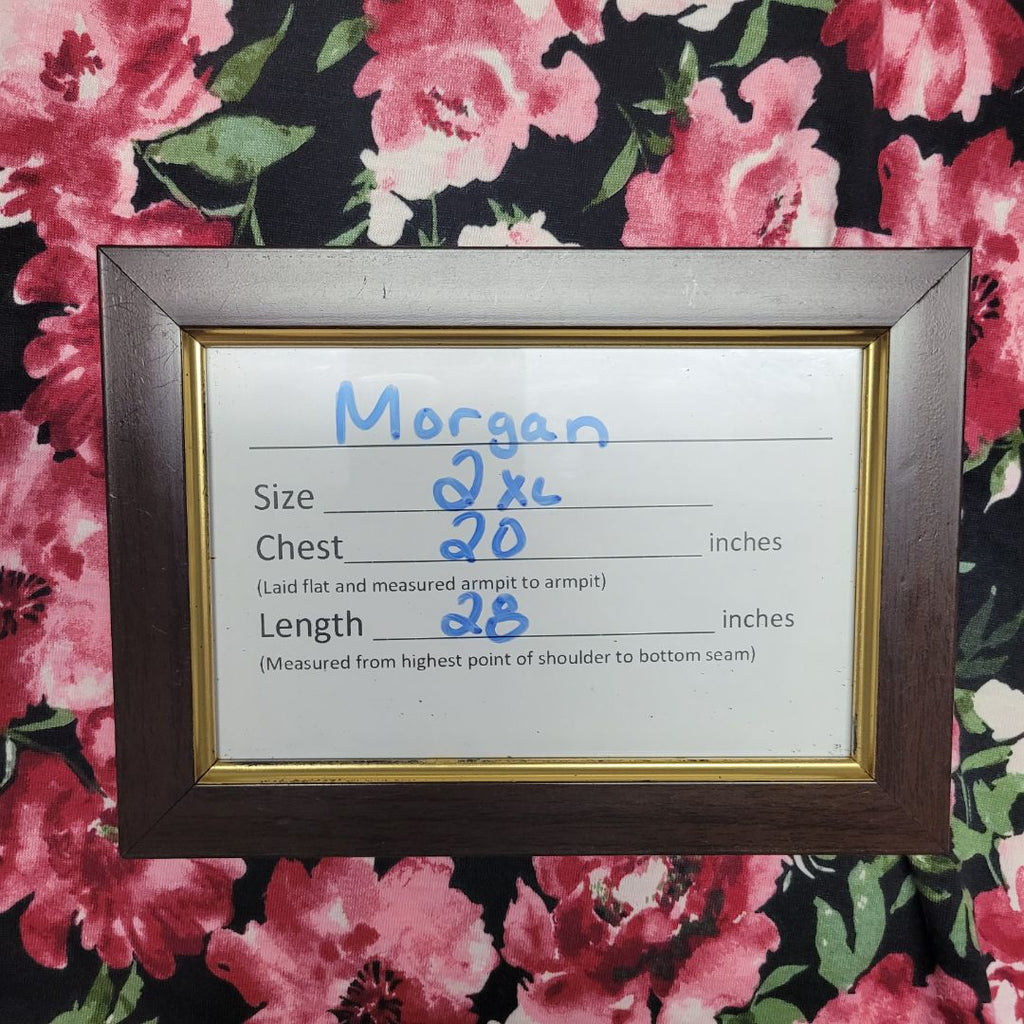 Morgan
Size 2XL
Chest 20 inches
(Laid flat and measured armpit to armpit)
Length 28 inches
(Measured from highest point of shoulder to bottom seam)